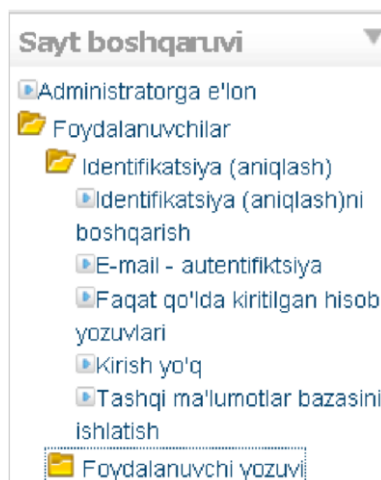 Sayt boshqaruvi
Administratorga e'lon
Foydalanuvchilar
Identifikatsiya (aniqlash)
Identifikatsiya (aniqlash)ni
boshqarish
E-mail - autentifiktsiya
Faqat qo'lda kiritilgan hisob
yozuvlari
Kirish yo'q
Tashqi ma'lumotlar bazasini
ishlatish
Foydalanuvchi yozuvi